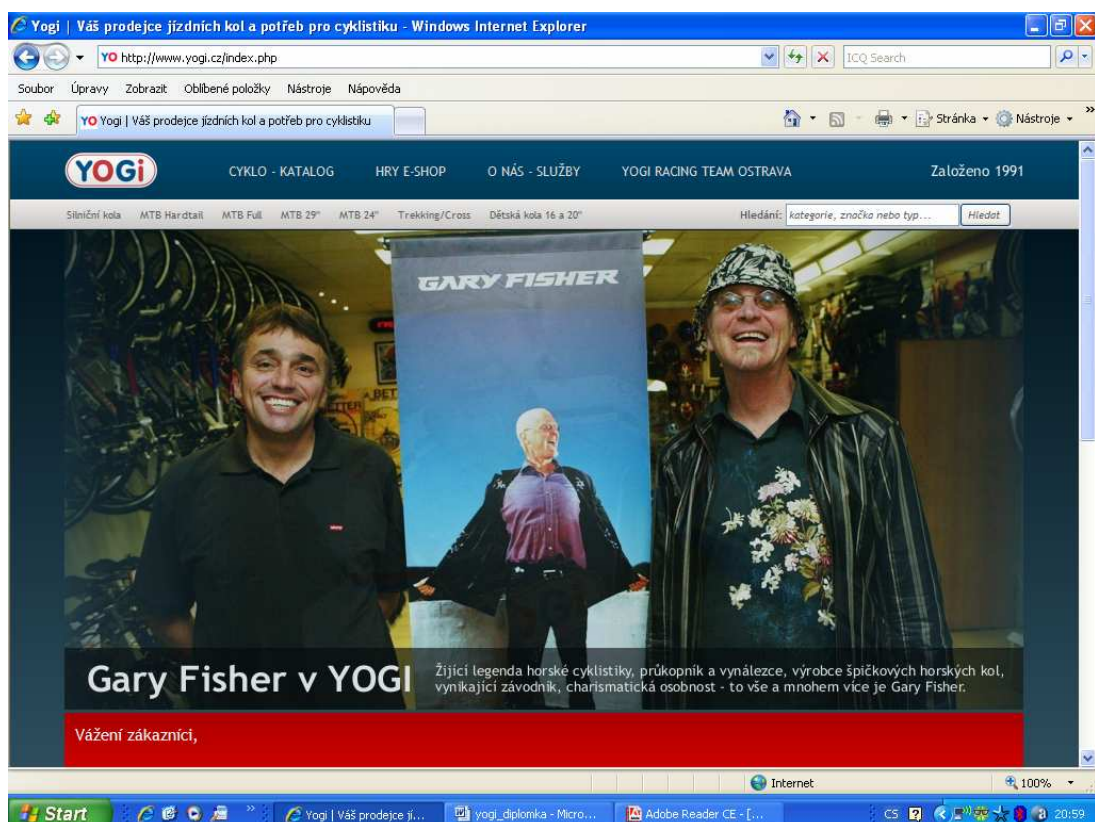 Yogi | Váš prodejce jízdních kol a potřeb pro cyklistiku - Windows Internet Explorer
YO http://www.yogi.cz/index.php
ICQ Search
Soubor Úpravy Zobrazit Oblíbené položky Nástroje Nápověda
YO Yogi | Váš prodejce jízdních kol a potřeb pro cyklistiku
Stránka Nástroje
YOGi CYKLO - KATALOG HRY E-SHOP O NÁS - SLUŽBY YOGI RACING TEAM OSTRAVA Založeno 1991
Silniční kola MTB Hardtail MTB Full MTB 29" MTB 24" Trekking/Cross Dětská kola 16 a 20" Hledání: kategorie, značka nebo typ... Hledat
GARY FISHER
Gary Fisher v YOGI
Žijící legenda horské cyklistiky, průkopník a vynálezce, výrobce špičkových horských kol,
vynikající závodník, charismatická osobnost - to vše a mnohem více je Gary Fisher.
Vážení zákazníci,
Internet 100%
Start Yogi | Váš prodejce jí... yogi_diplomka - Micro... Adobe Reader CE - [... CS 20:59